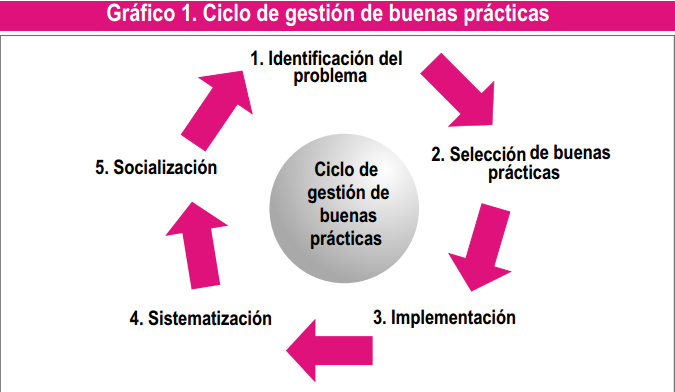 Gráfico 1. Ciclo de gestión de buenas prácticas
1. Identificación del
problema
2. Selección de buenas
prácticas
3. Implementación
4. Sistematización
5. Socialización
Ciclo de
gestión de
buenas
prácticas